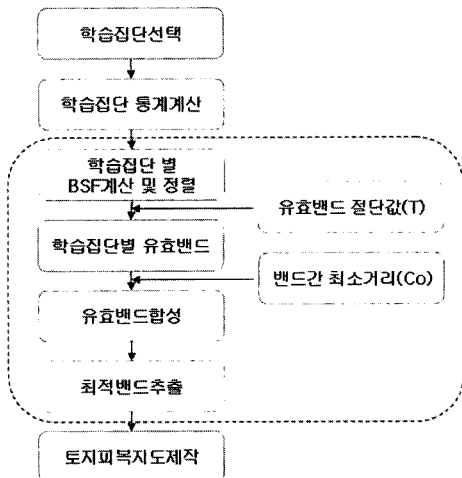 학습집단선택
학습집단 통계계산
학습집단 별
BSF계산 및 정렬
유효밴드 절단값(T)
학습집단별 유효밴드
밴드간 최소거리(Co)
유효밴드합성
최적밴드추출
토지피복지도제작